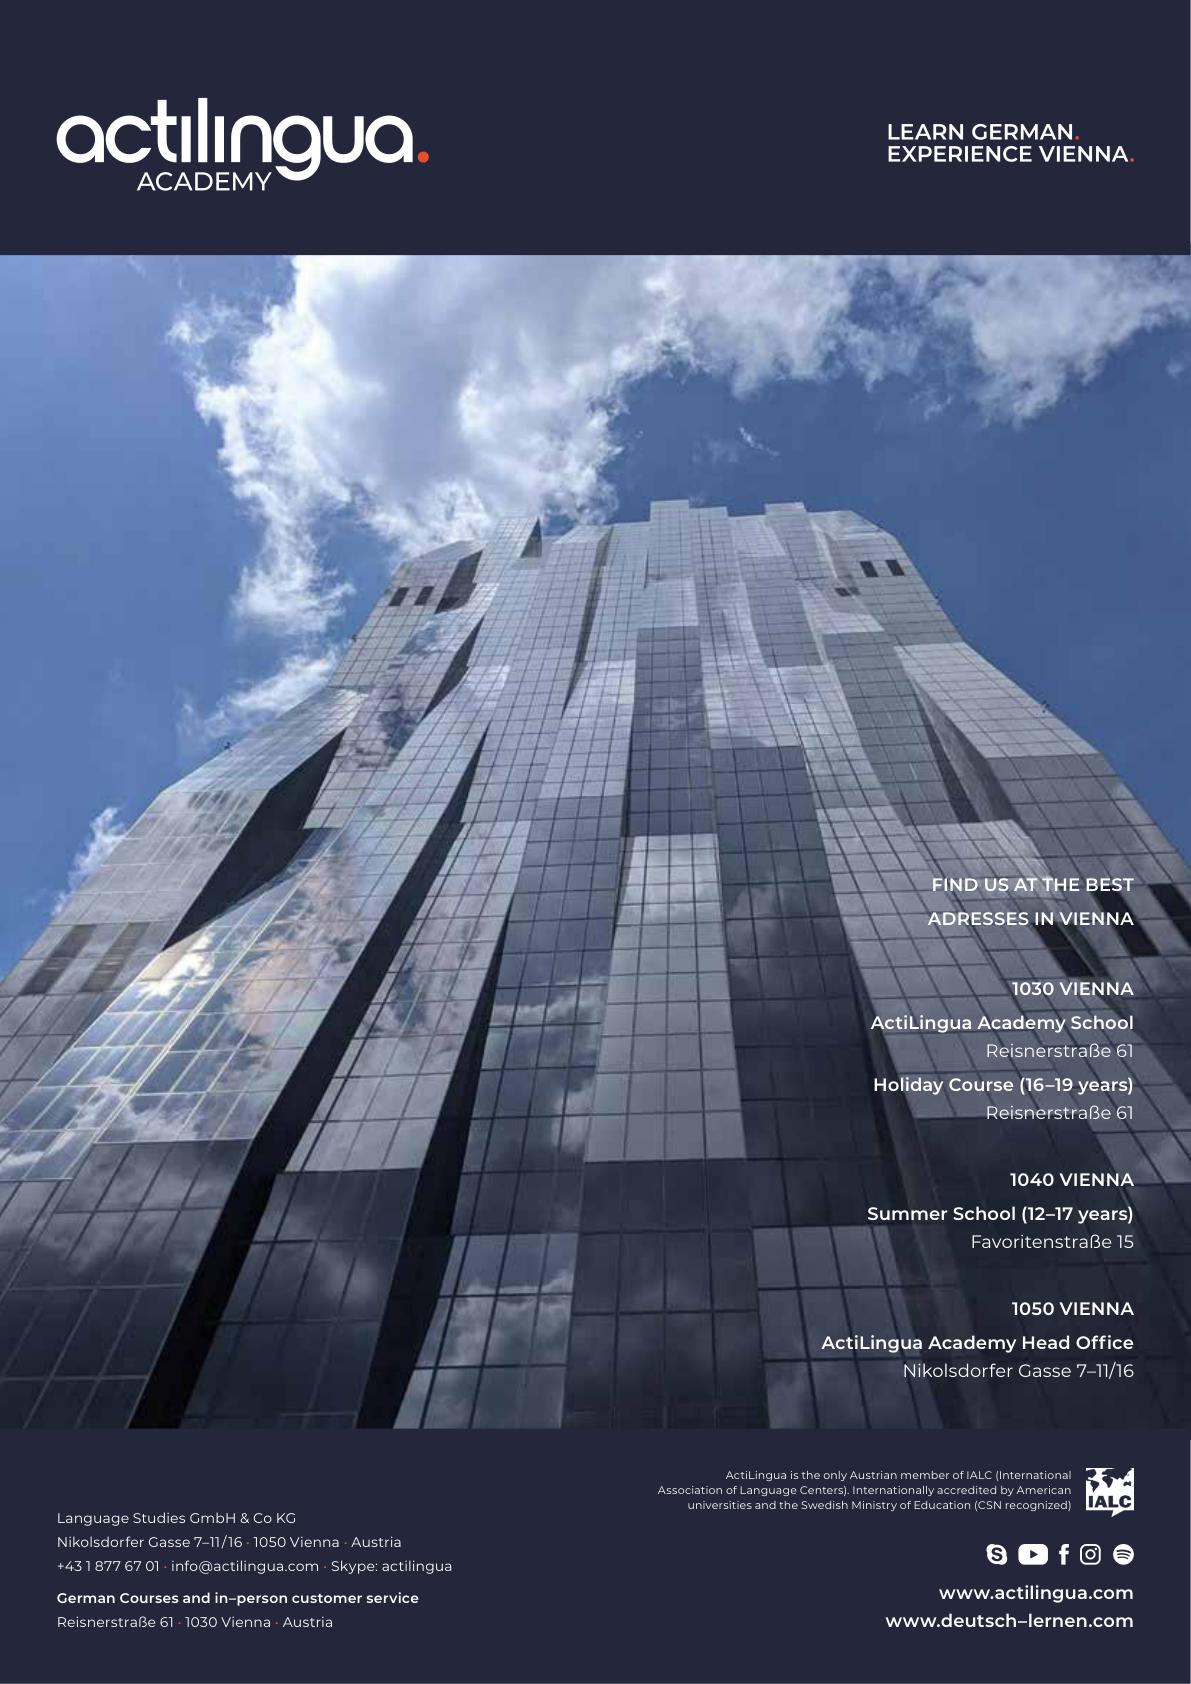 actilingua.
ACADEMY
LEARN GERMAN.
EXPERIENCE VIENNA.
FIND US AT THE BEST
ADRESSES IN VIENNA
1030 VIENNA
ActiLingua Academy School
Reisnerstraße 61
Holiday Course (16–19 years)
Reisnerstraße 61
1040 VIENNA
Summer School (12–17 years)
Favoritenstraße 15
1050 VIENNA
ActiLingua Academy Head Office
Nikolsdorfer Gasse 7–11/16
ActiLingua is the only Austrian member of IALC (International
Association of Language Centers). Internationally accredited by American
universities and the Swedish Ministry of Education (CSN recognized)
IALC
Language Studies GmbH & Co KG
Nikolsdorfer Gasse 7–11/16 · 1050 Vienna · Austria
+43 1 877 67 01 · info@actilingua.com · Skype: actilingua
German Courses and in–person customer service
Reisnerstraße 61 · 1030 Vienna · Austria
www.actilingua.com
www.deutsch–lernen.com